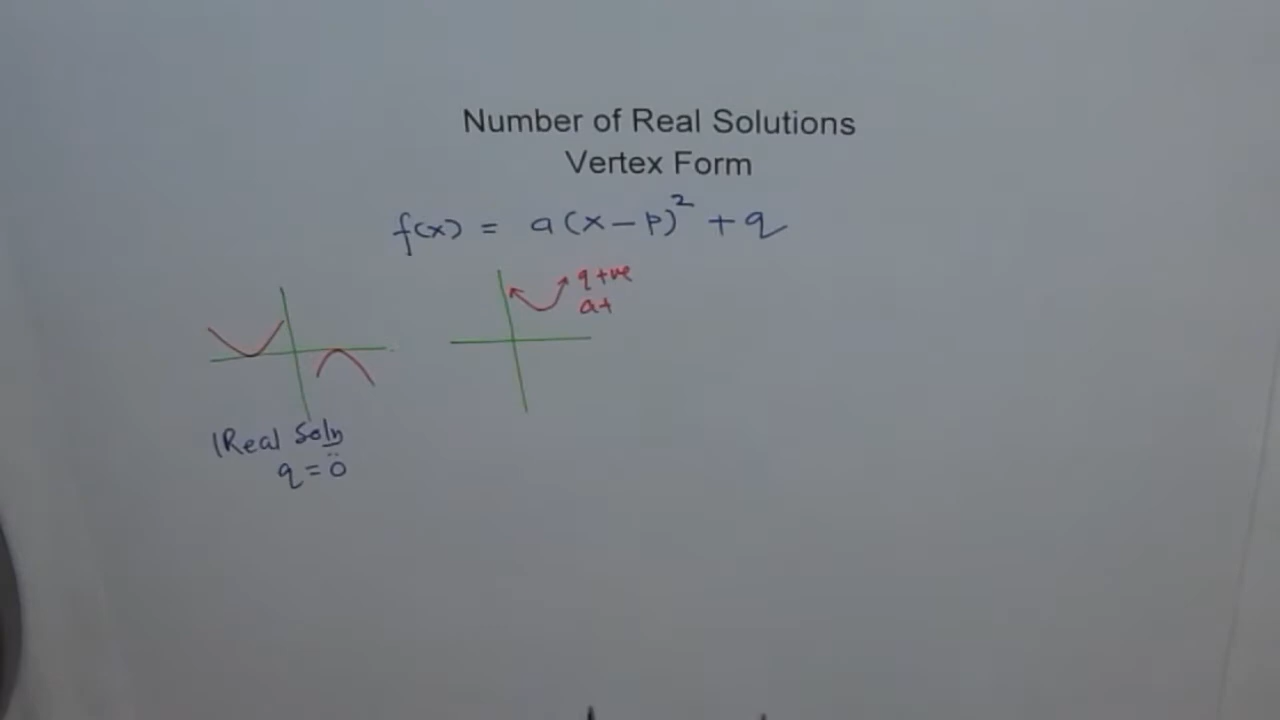 Number of Real Solutions
Vertex Form
f(x) = a(x-p)² + q
q +ve
a+
1Real Soln
q = 0